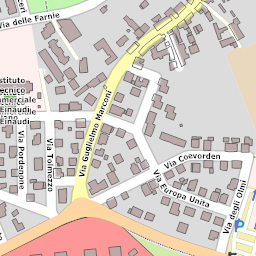 Via delle Farnie
Istituto
Tecnico
Einaudi
Einaudi
Via Pordenone
Via Tolmezzo
Via Guglielmo Marconi
Via Coevorden
Via Europa Unita
Via degli Olmi